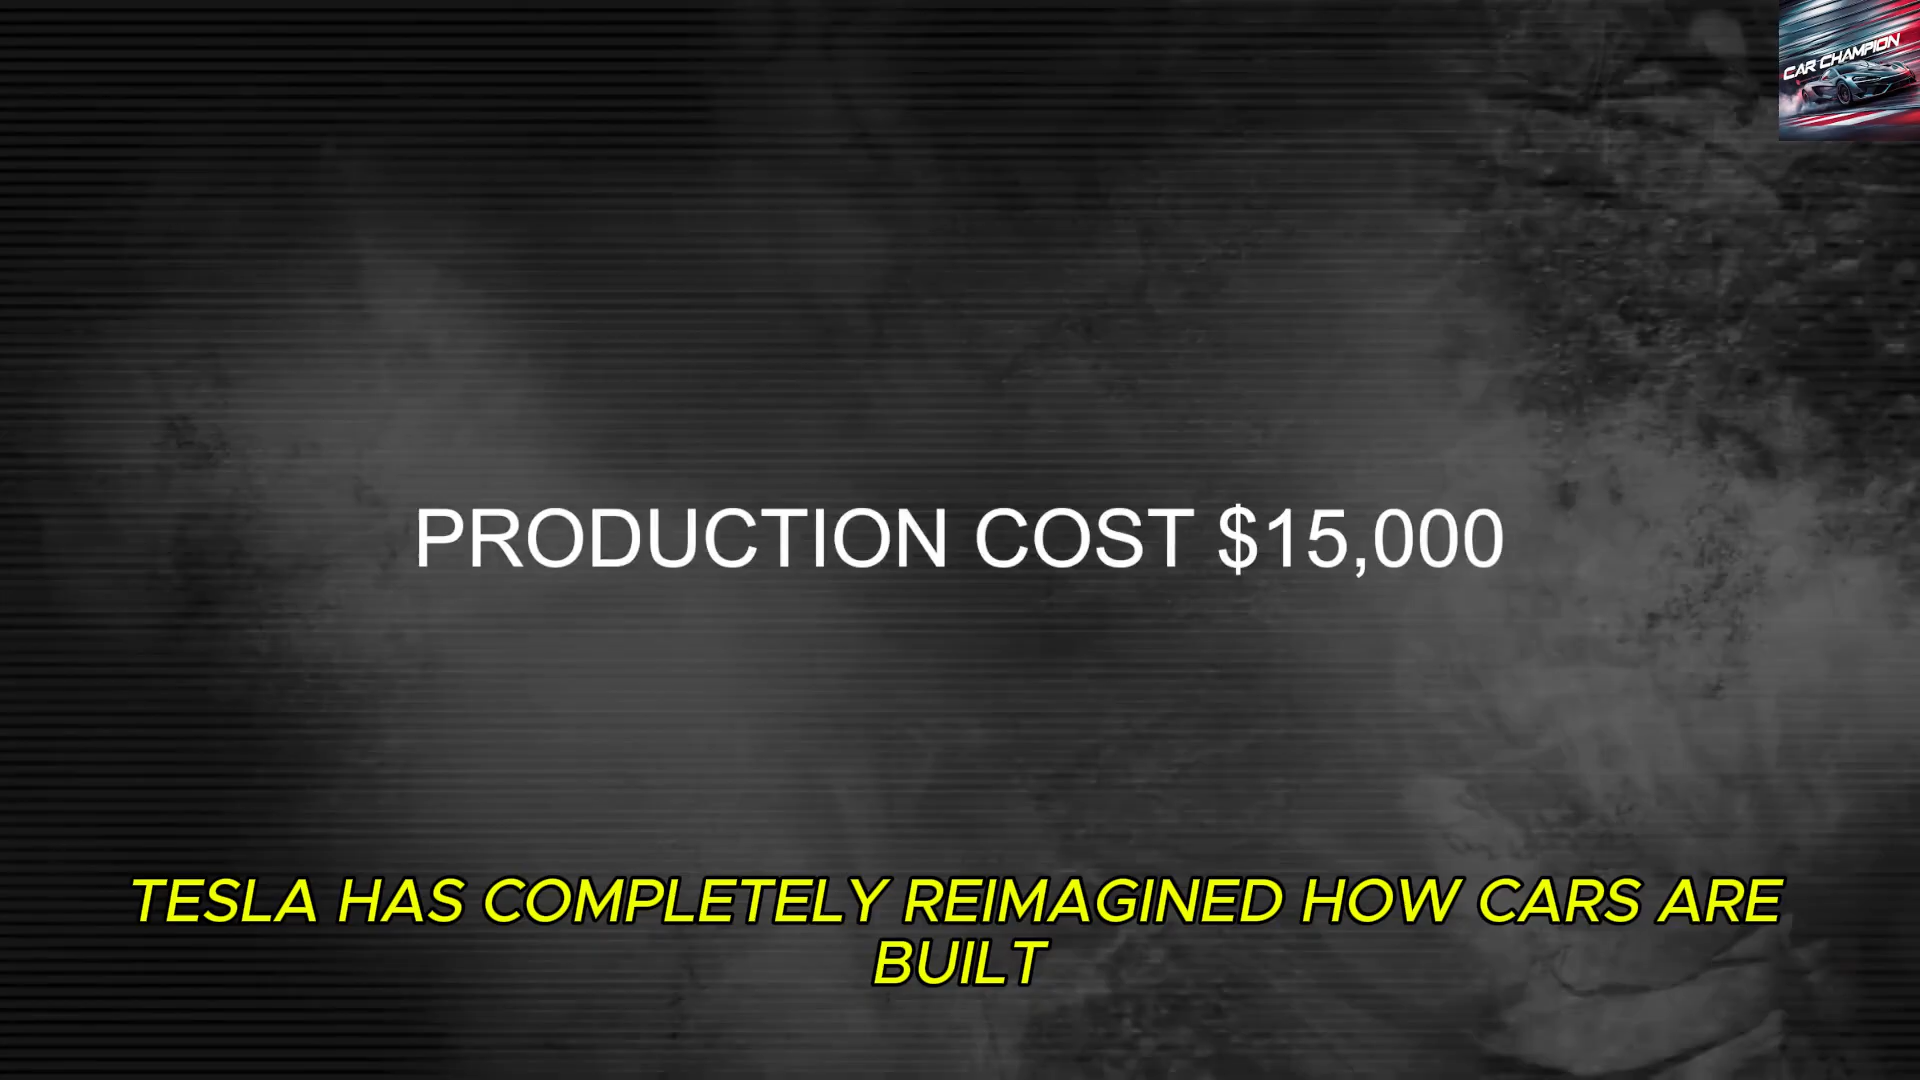 CAR CHAMPION
PRODUCTION COST $15,000
TESLA HAS COMPLETELY REIMAGINED HOW CARS ARE
BUILT